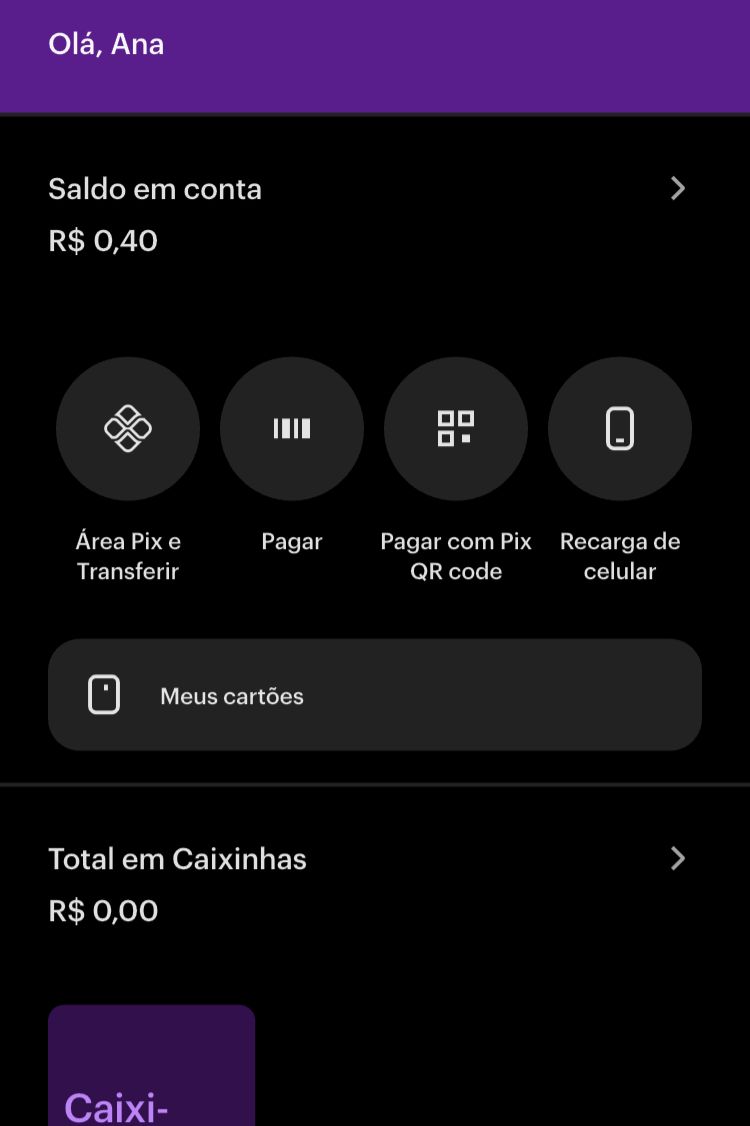 Olá, Ana
Saldo em conta
R$ 0,40
Área Pix e
Transferir
Pagar
Pagar com Pix
QR code
Recarga de
celular
Meus cartões
Total em Caixinhas
R$ 0,00
Caixi-